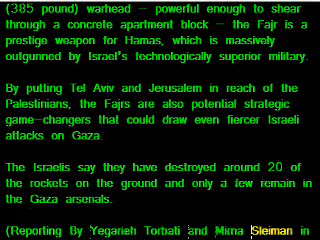 (385 pound) warhead - powerful enough to shear
through a concrete apartment block - the Fajr is a
prestige weapon for Hamas, which is massively
outgunned by Israel's technologically superior military.
By putting Tel Aviv and Jerusalem in reach of the
Palestinians, the Fajrs are also potential strategic
game-changers that could draw even fiercer Israeli
attacks on Gaza.
The Israelis say they have destroyed around 20 of
the rockets on the ground and only a few remain in
the Gaza arsenals.
(Reporting By Yeganeh Torbati and Mirna Sleiman in